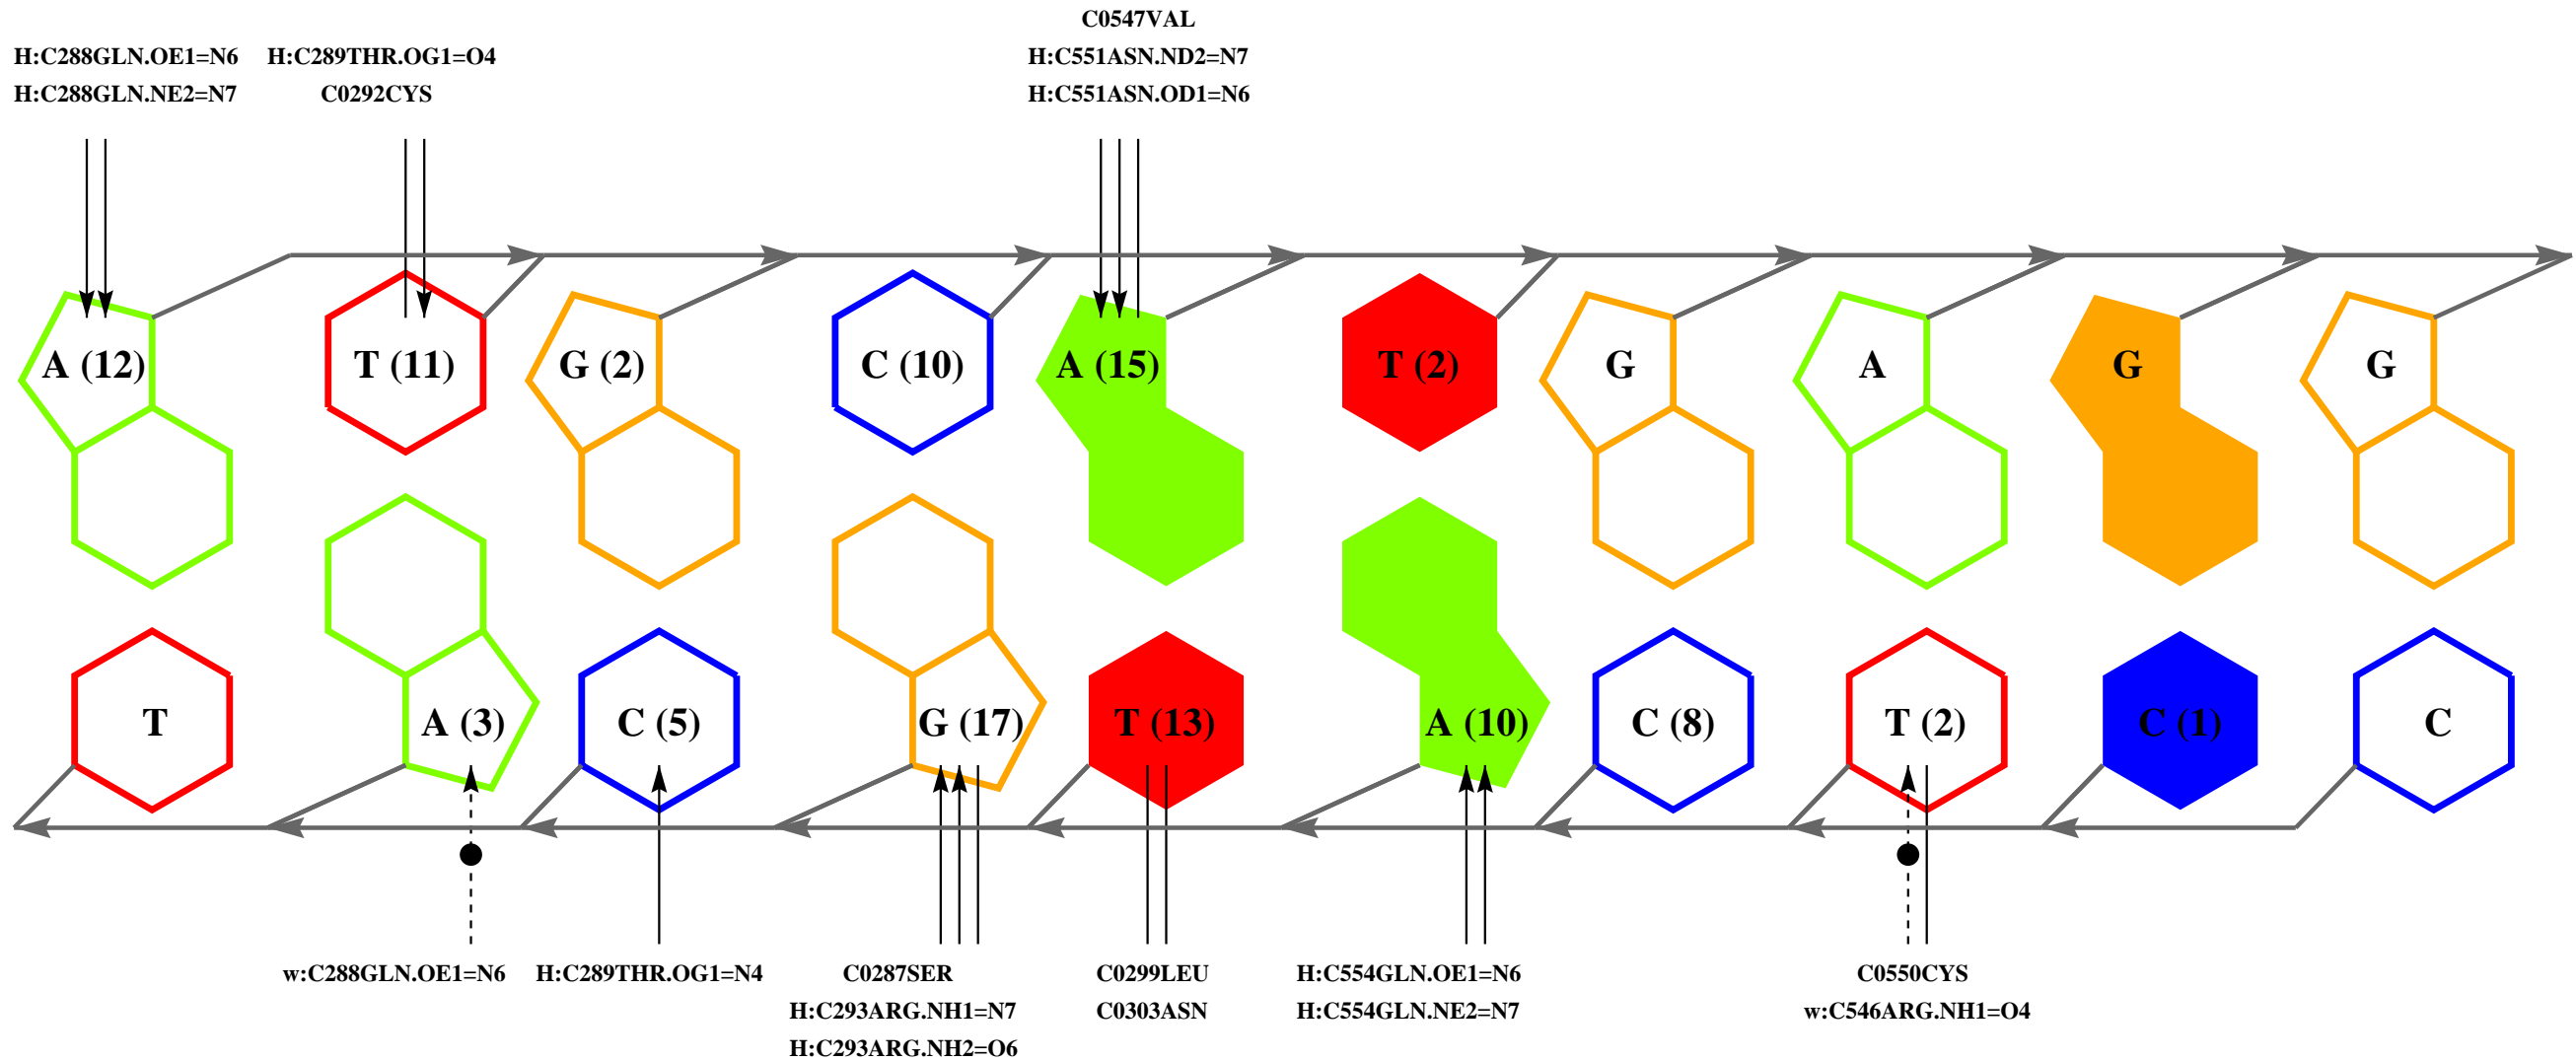 C0547VAL
H:C288GLN.OE1=N6 H:C289THR.OG1=O4 H:C551ASN.ND2=N7
H:C288GLN.NE2=N7 C0292CYS H:C551ASN.OD1=N6
A (12) T (11) G (2) C (10) A (15) T (2) G A G G
T A (3) C (5) G (17) T (13) A (10) C (8) T (2) C (1) C
w:C288GLN.OE1=N6 H:C289THR.OG1=N4 C0287SER C0299LEU H:C554GLN.OE1=N6 C0550CYS
H:C293ARG.NH1=N7 C0303ASN H:C554GLN.NE2=N7 w:C546ARG.NH1=O4
H:C293ARG.NH2=O6